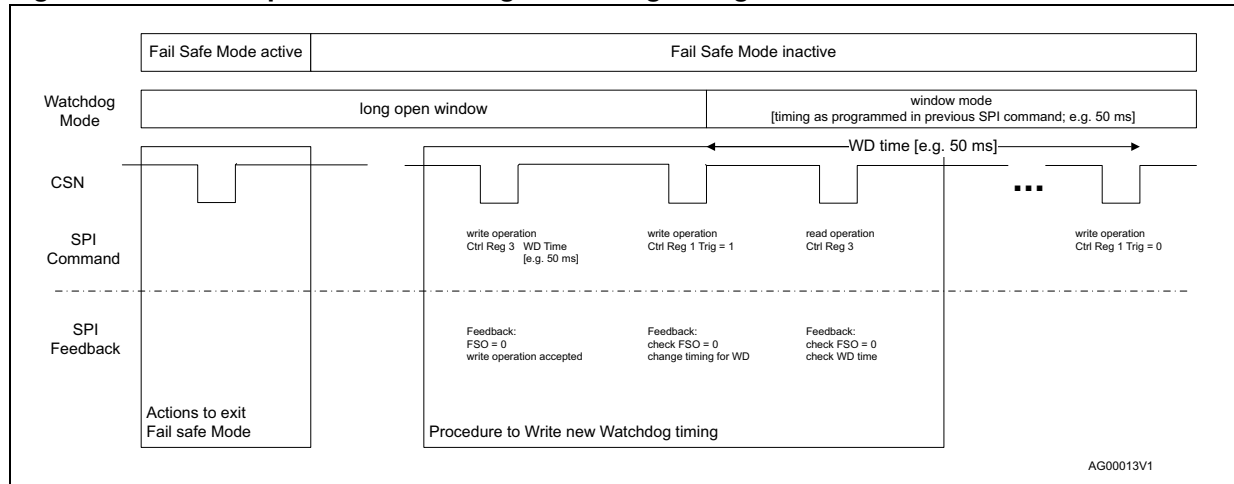 Fail Safe Mode active
Fail Safe Mode inactive
Watchdog
Mode
long open window
window mode
[timing as programmed in previous SPI command; e.g. 50 ms]
WD time [e.g. 50 ms]
CSN
...
SPI
Command
write operation
Ctrl Reg 3 WD Time
[e.g. 50 ms]
write operation
Ctrl Reg 1 Trig = 1
read operation
Ctrl Reg 3
write operation
Ctrl Reg 1 Trig = 0
SPI
Feedback
Feedback:
FSO = 0
write operation accepted
Feedback:
check FSO = 0
change timing for WD
Feedback:
check FSO = 0
check WD time
Actions to exit
Fail safe Mode
Procedure to Write new Watchdog timing
AG00013V1